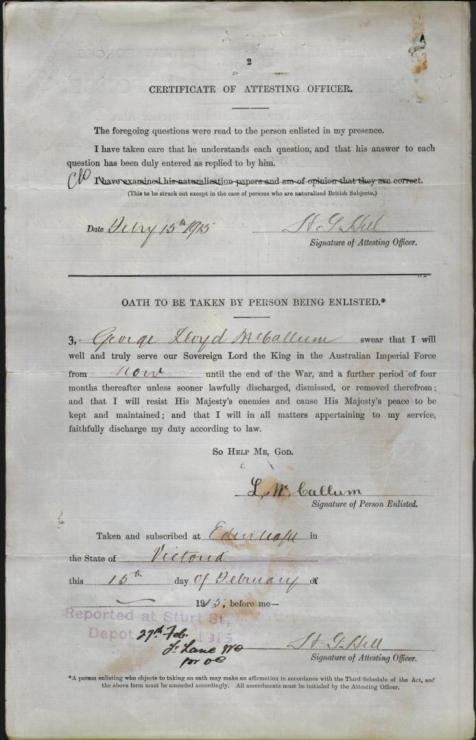 2
CERTIFICATE OF ATTESTING OFFICER.
The foregoing questions were read to the person enlisted in my presence.
I have taken care that he understands each question, and that his answer to each
question has been duly entered as replied to by him.
I have examined his naturalisation papers and am of opinion that they are correct.
(This to be struck out except in the case of persons who are naturalised British Subjects.)
Date Febry 15th 1915 H G Hill
Signature of Attesting Officer.
OATH TO BE TAKEN BY PERSON BEING ENLISTED.*
3, George Lloyd McCallum swear that I will
well and truly serve our Sovereign Lord the King in the Australian Imperial Force
from now until the end of the War, and a further period of four
months thereafter unless sooner lawfully discharged, dismissed, or removed therefrom;
and that I will resist His Majesty's enemies and cause His Majesty's peace to be
kept and maintained; and that I will in all matters appertaining to my service,
faithfully discharge my duty according to law.
SO HELP ME, GOD.
L. McCallum
Signature of Person Enlisted.
Taken and subscribed at Edenhope in
the State of Victoria
this 15th day of February
1915, before me—
Reported at Sturt St.,
Depot 1915
27th Feb.
H G Hill
Signature of Attesting Officer.
*A person enlisting who objects to taking an oath may make an affirmation in accordance with the Third Schedule of the Act, and
the above form must be amended accordingly. All amendments must be initialed by the Attesting Officer.